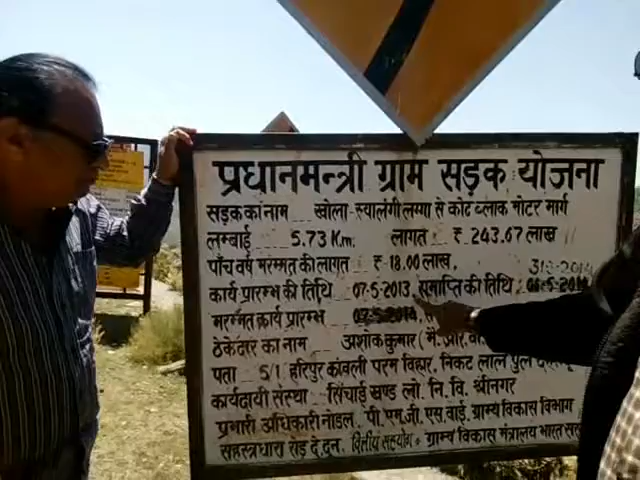 प्रधानमन्त्री ग्राम सड़क योजना
सड़क का नाम खोला-स्यालंगी लग्गा से कोट ब्लाक मोटर मार्ग
लम्बाई 5.73 Km. लागत ₹ 243.67 लाख
पाँच वर्ष मरम्मत की लागत ₹ 18.00 लाख.
कार्य प्रारम्भ की तिथि 07-5-2013 समाप्ति की तिथि
मरम्मत कार्य प्रारम्भ
ठेकेदार का नाम अशोक कुमार
पता 5/1 हरिपुर कांवली परम विहार, निकट लाल पुल
कार्यदायी संस्था सिंचाई खण्ड लो. नि. वि. श्रीनगर
प्रभारी अधिकारी नोडल. पी. एम. जी. एस. वाई. ग्राम्य विकास विभाग
सहस्त्रधारा रोड़ दे.दून. वित्तीय सहयोग - ग्राम्य विकास मंत्रालय भारत